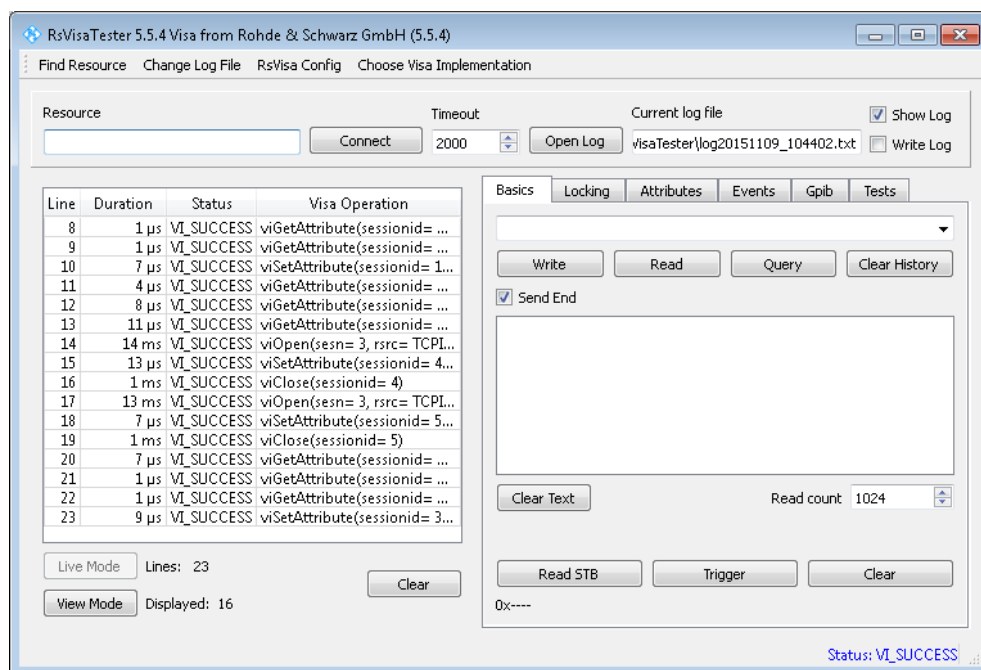 RsVisaTester 5.5.4 Visa from Rohde & Schwarz GmbH (5.5.4)
Find Resource Change Log File RsVisa Config Choose Visa Implementation
Resource Timeout Current log file Show Log
Connect 2000 Open Log visaTester\log20151109_104402.txt Write Log
Line Duration Status Visa Operation
8 1 µs VI_SUCCESS viGetAttribute(sessionid= ...
9 1 µs VI_SUCCESS viGetAttribute(sessionid= ...
10 7 µs VI_SUCCESS viSetAttribute(sessionid= 1...
11 4 µs VI_SUCCESS viGetAttribute(sessionid= ...
12 8 µs VI_SUCCESS viGetAttribute(sessionid= ...
13 11 µs VI_SUCCESS viGetAttribute(sessionid= ...
14 14 ms VI_SUCCESS viOpen(sesn= 3, rsrc= TCPI...
15 13 µs VI_SUCCESS viSetAttribute(sessionid= 4...
16 1 ms VI_SUCCESS viClose(sessionid= 4)
17 13 ms VI_SUCCESS viOpen(sesn= 3, rsrc= TCPI...
18 7 µs VI_SUCCESS viSetAttribute(sessionid= 5...
19 1 ms VI_SUCCESS viClose(sessionid= 5)
20 7 µs VI_SUCCESS viGetAttribute(sessionid= ...
21 1 µs VI_SUCCESS viGetAttribute(sessionid= ...
22 1 µs VI_SUCCESS viGetAttribute(sessionid= ...
23 9 µs VI_SUCCESS viSetAttribute(sessionid= 3...
Live Mode Lines: 23
Clear
View Mode Displayed: 16
Basics Locking Attributes Events Gpib Tests
Write Read Query Clear History
Send End
Clear Text Read count 1024
Read STB Trigger Clear
0x----
Status: VI_SUCCESS